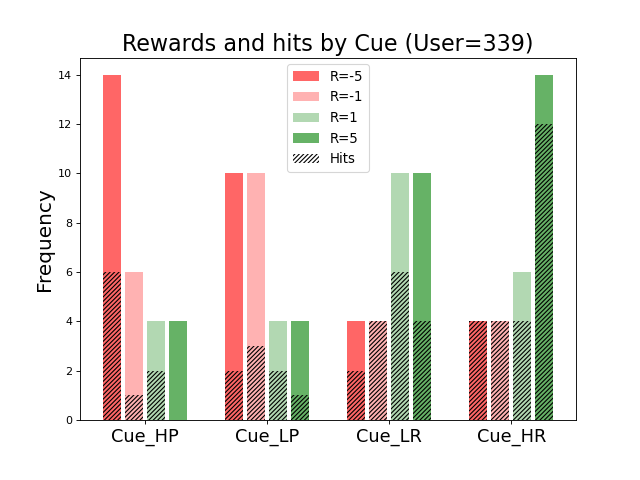 Rewards and hits by Cue (User=339)
R=-5
R=-1
R=1
R=5
Hits
Frequency
14
12
10
8
6
4
2
0
Cue_HP
Cue_LP
Cue_LR
Cue_HR